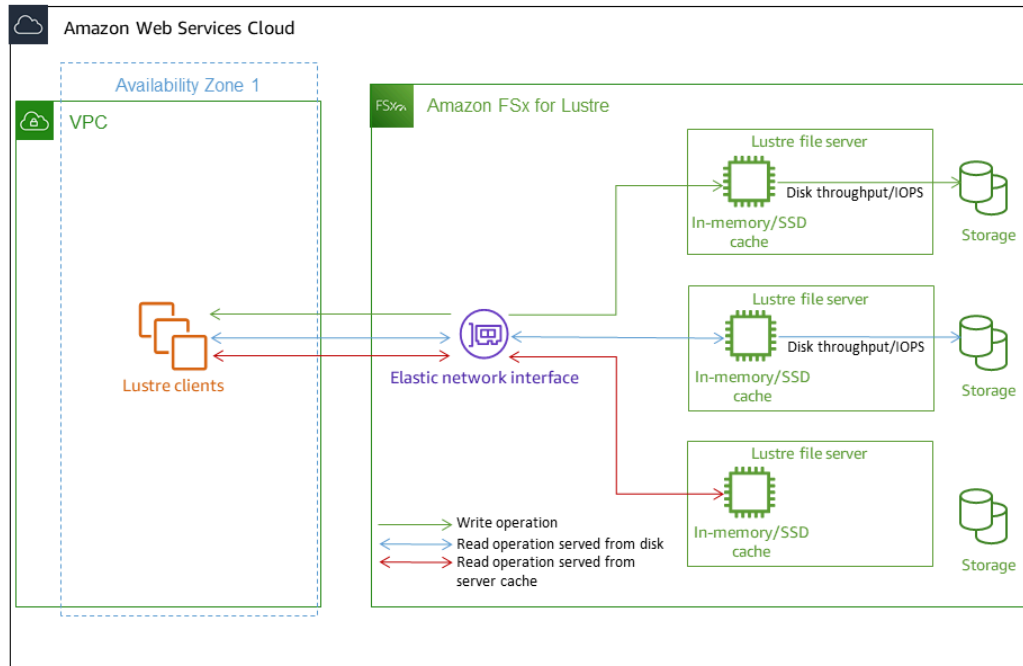 Amazon Web Services Cloud
Availability Zone 1
VPC
FSx
Amazon FSx for Lustre
Lustre file server
Disk throughput/IOPS
In-memory/SSD
cache
Storage
Lustre file server
Disk throughput/IOPS
In-memory/SSD
cache
Storage
Lustre clients
Elastic network interface
Lustre file server
In-memory/SSD
cache
Storage
Write operation
Read operation served from disk
Read operation served from
server cache